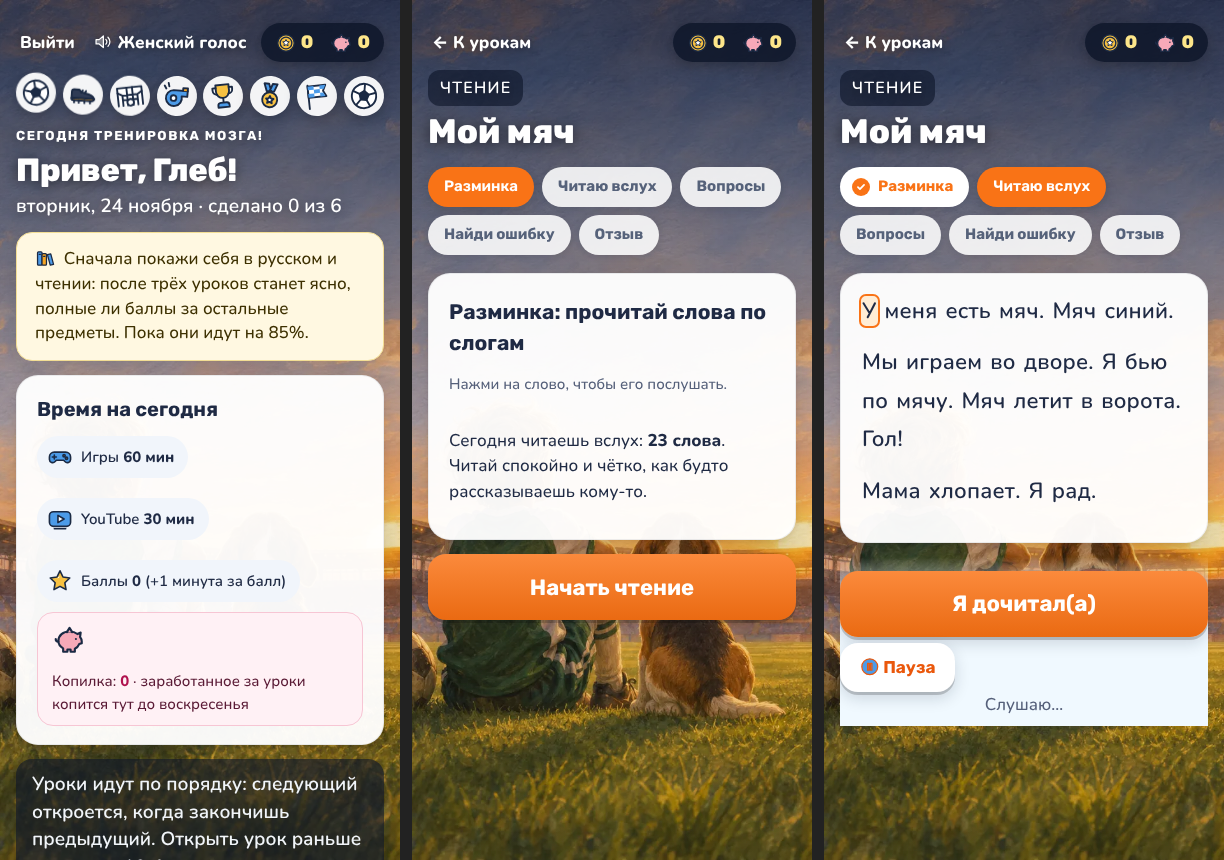 Выйти
Женский голос
0
0
СЕГОДНЯ ТРЕНИРОВКА МОЗГА!
Привет, Глеб!
вторник, 24 ноября · сделано 0 из 6
Сначала покажи себя в русском и
чтении: после трёх уроков станет ясно,
полные ли баллы за остальные
предметы. Пока они идут на 85%.
Время на сегодня
Игры 60 мин
YouTube 30 мин
Баллы 0 (+1 минута за балл)
Копилка: 0 · заработанное за уроки
копится тут до воскресенья
Уроки идут по порядку: следующий
откроется, когда закончишь
предыдущий. Открыть урок раньше
← К урокам
0
0
ЧТЕНИЕ
Мой мяч
Разминка
Читаю вслух
Вопросы
Найди ошибку
Отзыв
Разминка: прочитай слова по
слогам
Нажми на слово, чтобы его послушать.
Сегодня читаешь вслух: 23 слова.
Читай спокойно и чётко, как будто
рассказываешь кому-то.
Начать чтение
← К урокам
0
0
ЧТЕНИЕ
Мой мяч
Разминка
Читаю вслух
Вопросы
Найди ошибку
Отзыв
У меня есть мяч. Мяч синий.
Мы играем во дворе. Я бью
по мячу. Мяч летит в ворота.
Гол!
Мама хлопает. Я рад.
Я дочитал(а)
Пауза
Слушаю...